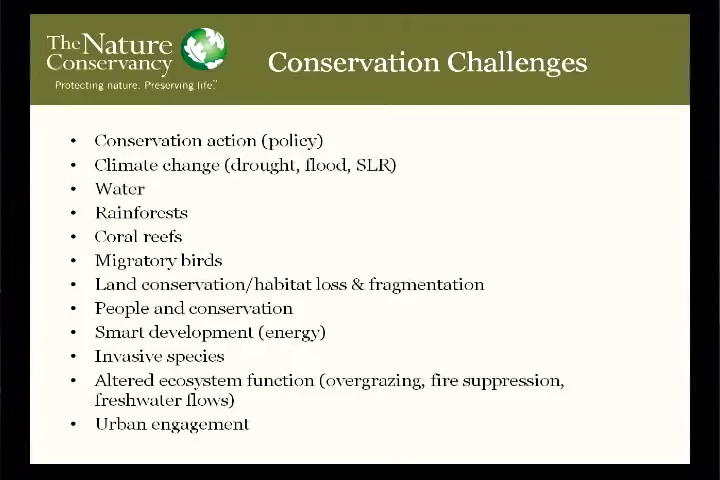 The Nature
Conservancy
Protecting nature. Preserving life.™
Conservation Challenges
• Conservation action (policy)
• Climate change (drought, flood, SLR)
• Water
• Rainforests
• Coral reefs
• Migratory birds
• Land conservation/habitat loss & fragmentation
• People and conservation
• Smart development (energy)
• Invasive species
• Altered ecosystem function (overgrazing, fire suppression,
freshwater flows)
• Urban engagement